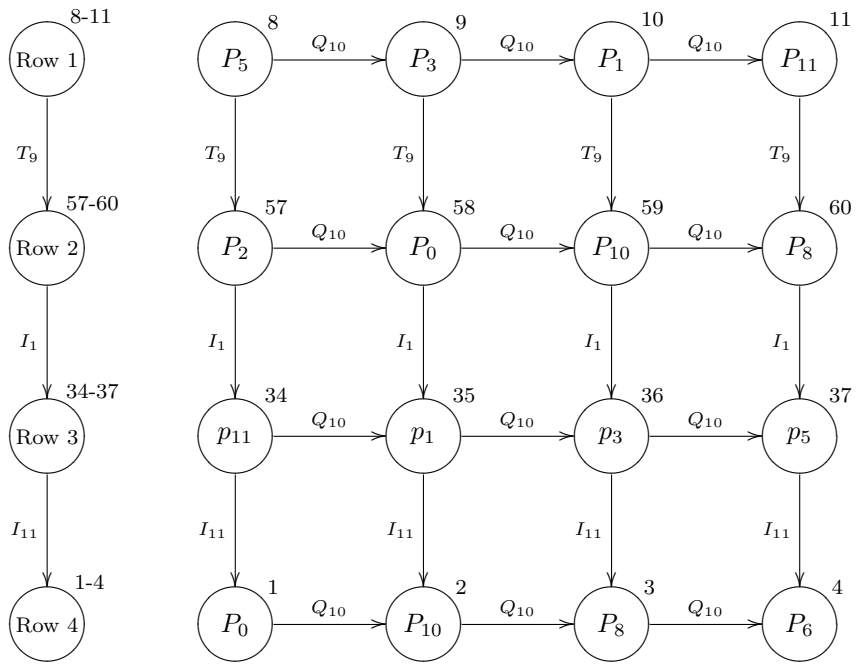 8-11 8 9 10 11
Row 1 P₅ Q₁₀ P₃ Q₁₀ P₁ Q₁₀ P₁₁
T₉ T₉ T₉ T₉ T₉
57-60 57 58 59 60
Row 2 P₂ Q₁₀ P₀ Q₁₀ P₁₀ Q₁₀ P₈
I₁ I₁ I₁ I₁ I₁
34-37 34 35 36 37
Row 3 p₁₁ Q₁₀ p₁ Q₁₀ p₃ Q₁₀ p₅
I₁₁ I₁₁ I₁₁ I₁₁ I₁₁
1-4 1 2 3 4
Row 4 P₀ Q₁₀ P₁₀ Q₁₀ P₈ Q₁₀ P₆